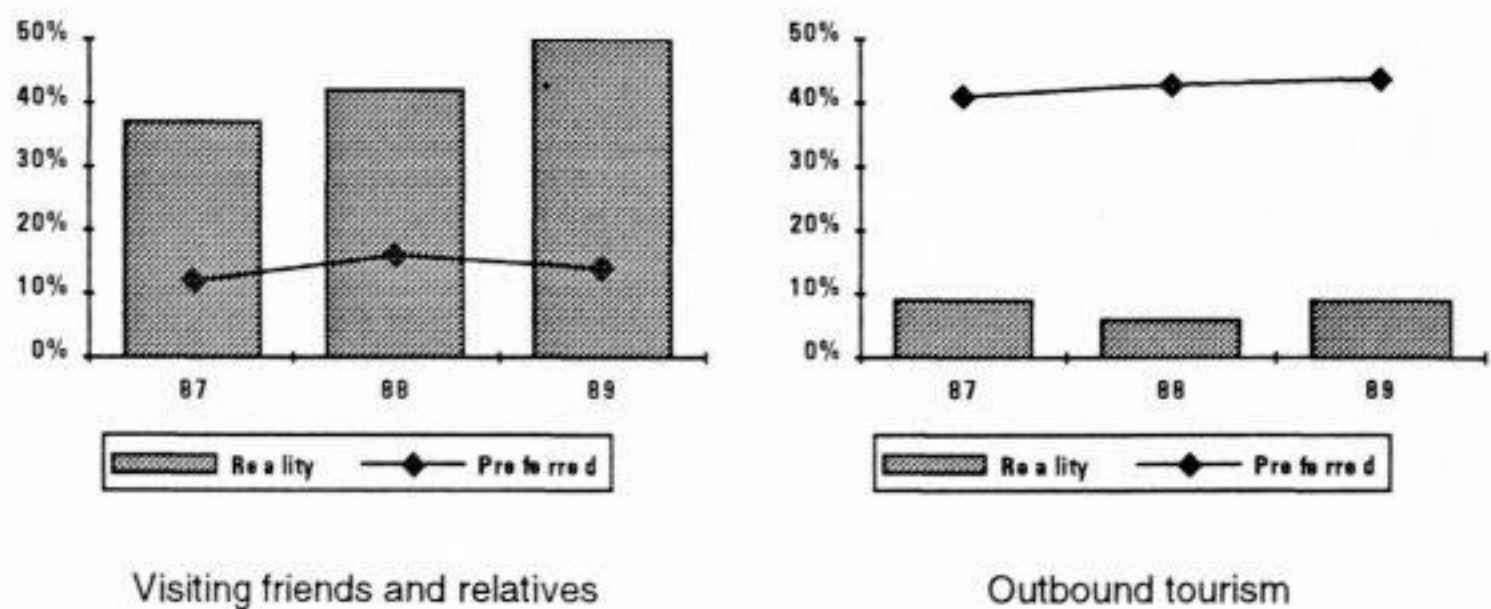 50%
40%
30%
20%
10%
0%
87 88 89
Reality Preferred
Visiting friends and relatives
50%
40%
30%
20%
10%
0%
87 88 89
Reality Preferred
Outbound tourism